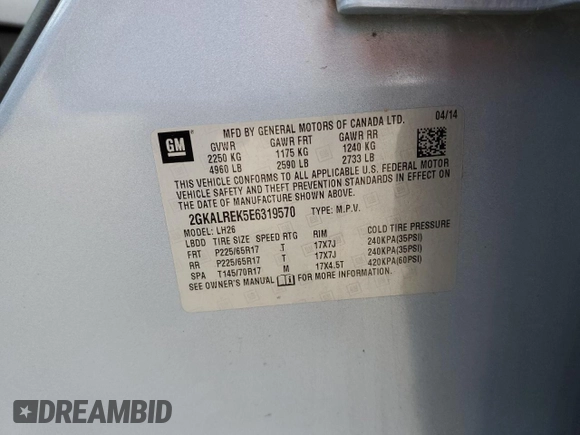 GM
MFD BY GENERAL MOTORS OF CANADA LTD. 04/14
GVWR GAWR FRT GAWR RR
2250 KG 1175 KG 1240 KG
4960 LB 2590 LB 2733 LB
THIS VEHICLE CONFORMS TO ALL APPLICABLE U.S. FEDERAL MOTOR
VEHICLE SAFETY AND THEFT PREVENTION STANDARDS IN EFFECT ON
THE DATE OF MANUFACTURE SHOWN ABOVE.
2GKALREK5E6319570 TYPE: M.P.V.
MODEL: LH26
LBDD TIRE SIZE SPEED RTG RIM COLD TIRE PRESSURE
FRT P225/65R17 T 17X7J 240KPA(35PSI)
RR P225/65R17 T 17X7J 240KPA(35PSI)
SPA T145/70R17 M 17X4.5T 420KPA(60PSI)
SEE OWNER'S MANUAL FOR MORE INFORMATION.
DREAMBID